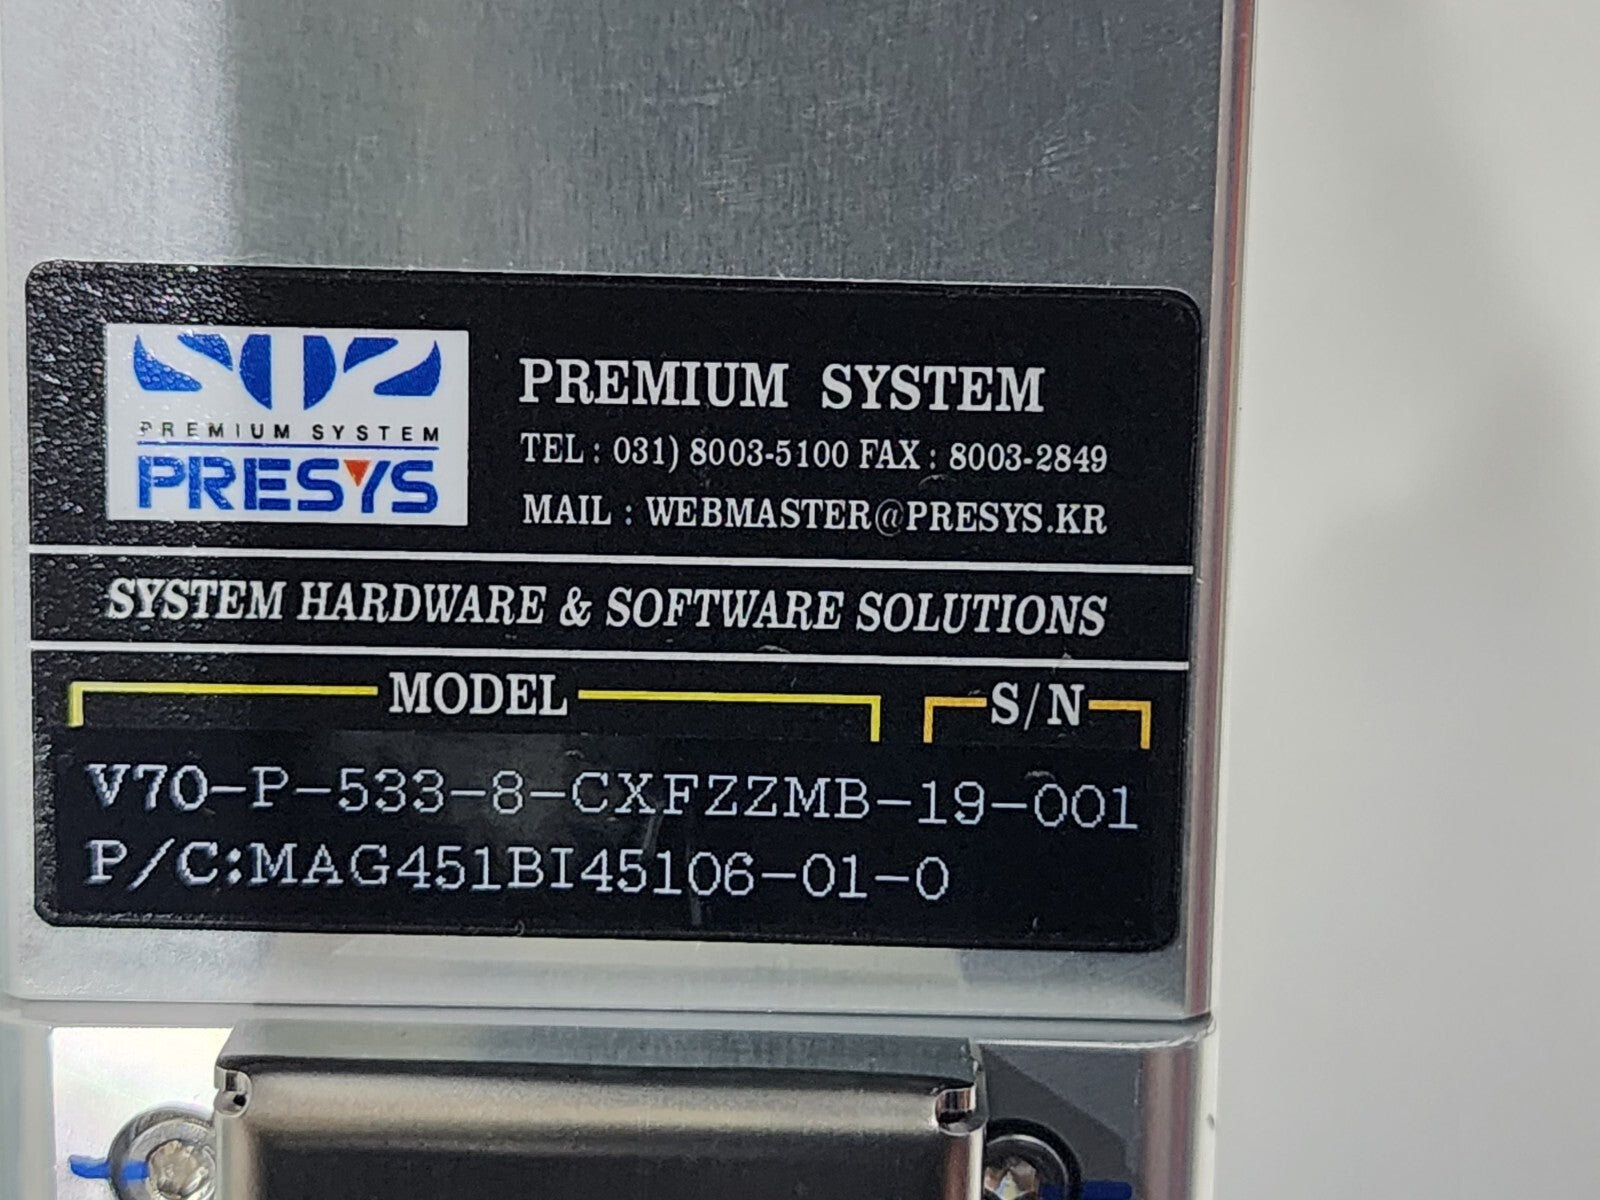 PREMIUM SYSTEM
PRESYS
PREMIUM SYSTEM
TEL : 031) 8003-5100 FAX : 8003-2849
MAIL : WEBMASTER@PRESYS.KR
SYSTEM HARDWARE & SOFTWARE SOLUTIONS
MODEL S/N
V70-P-533-8-CXFZZMB-19-001
P/C:MAG451BI45106-01-0